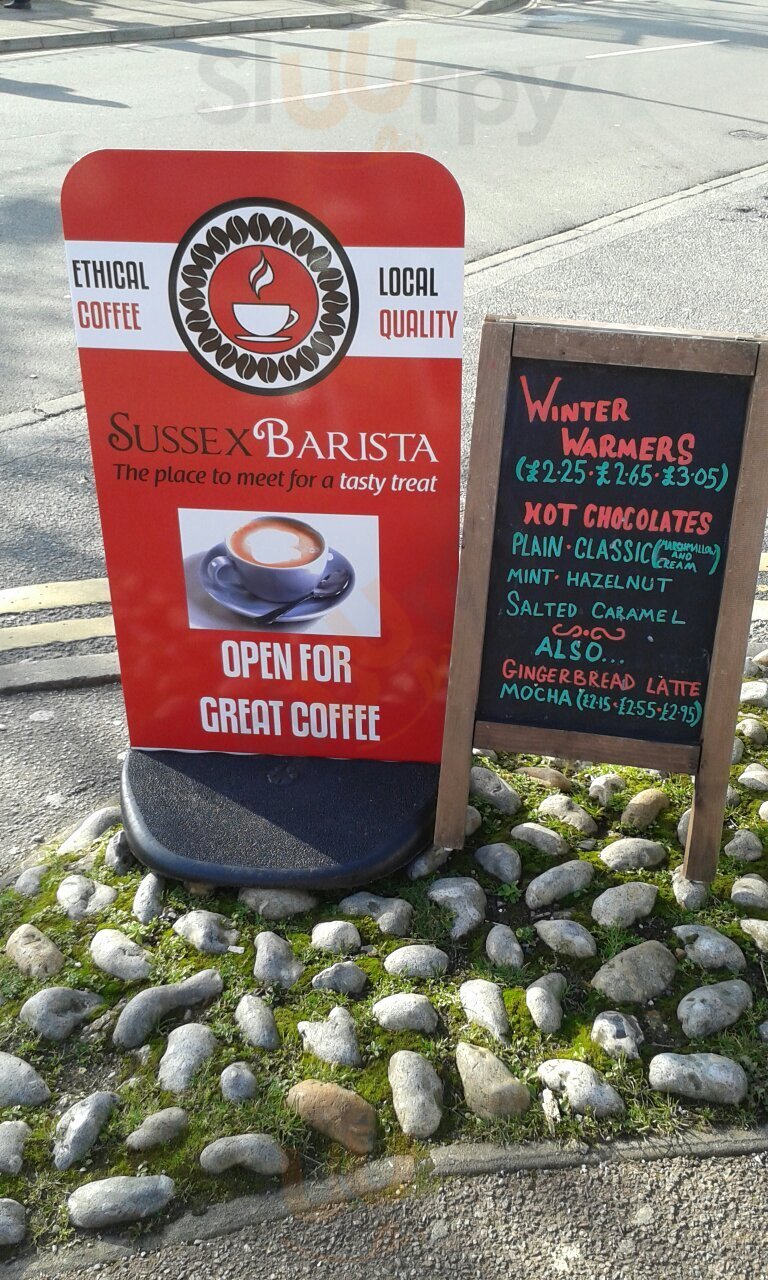 sluurpy
ETHICAL
COFFEE
LOCAL
QUALITY
SUSSEX BARISTA
The place to meet for a tasty treat
OPEN FOR
GREAT COFFEE
WINTER
WARMERS
(£2.25 · £2.65 · £3.05)
HOT CHOCOLATES
PLAIN · CLASSIC (MARSHMALLOW
AND
CREAM)
MINT · HAZELNUT
SALTED CARAMEL
ALSO...
GINGERBREAD LATTE
MOCHA (£2.15 · £2.55 · £2.95)